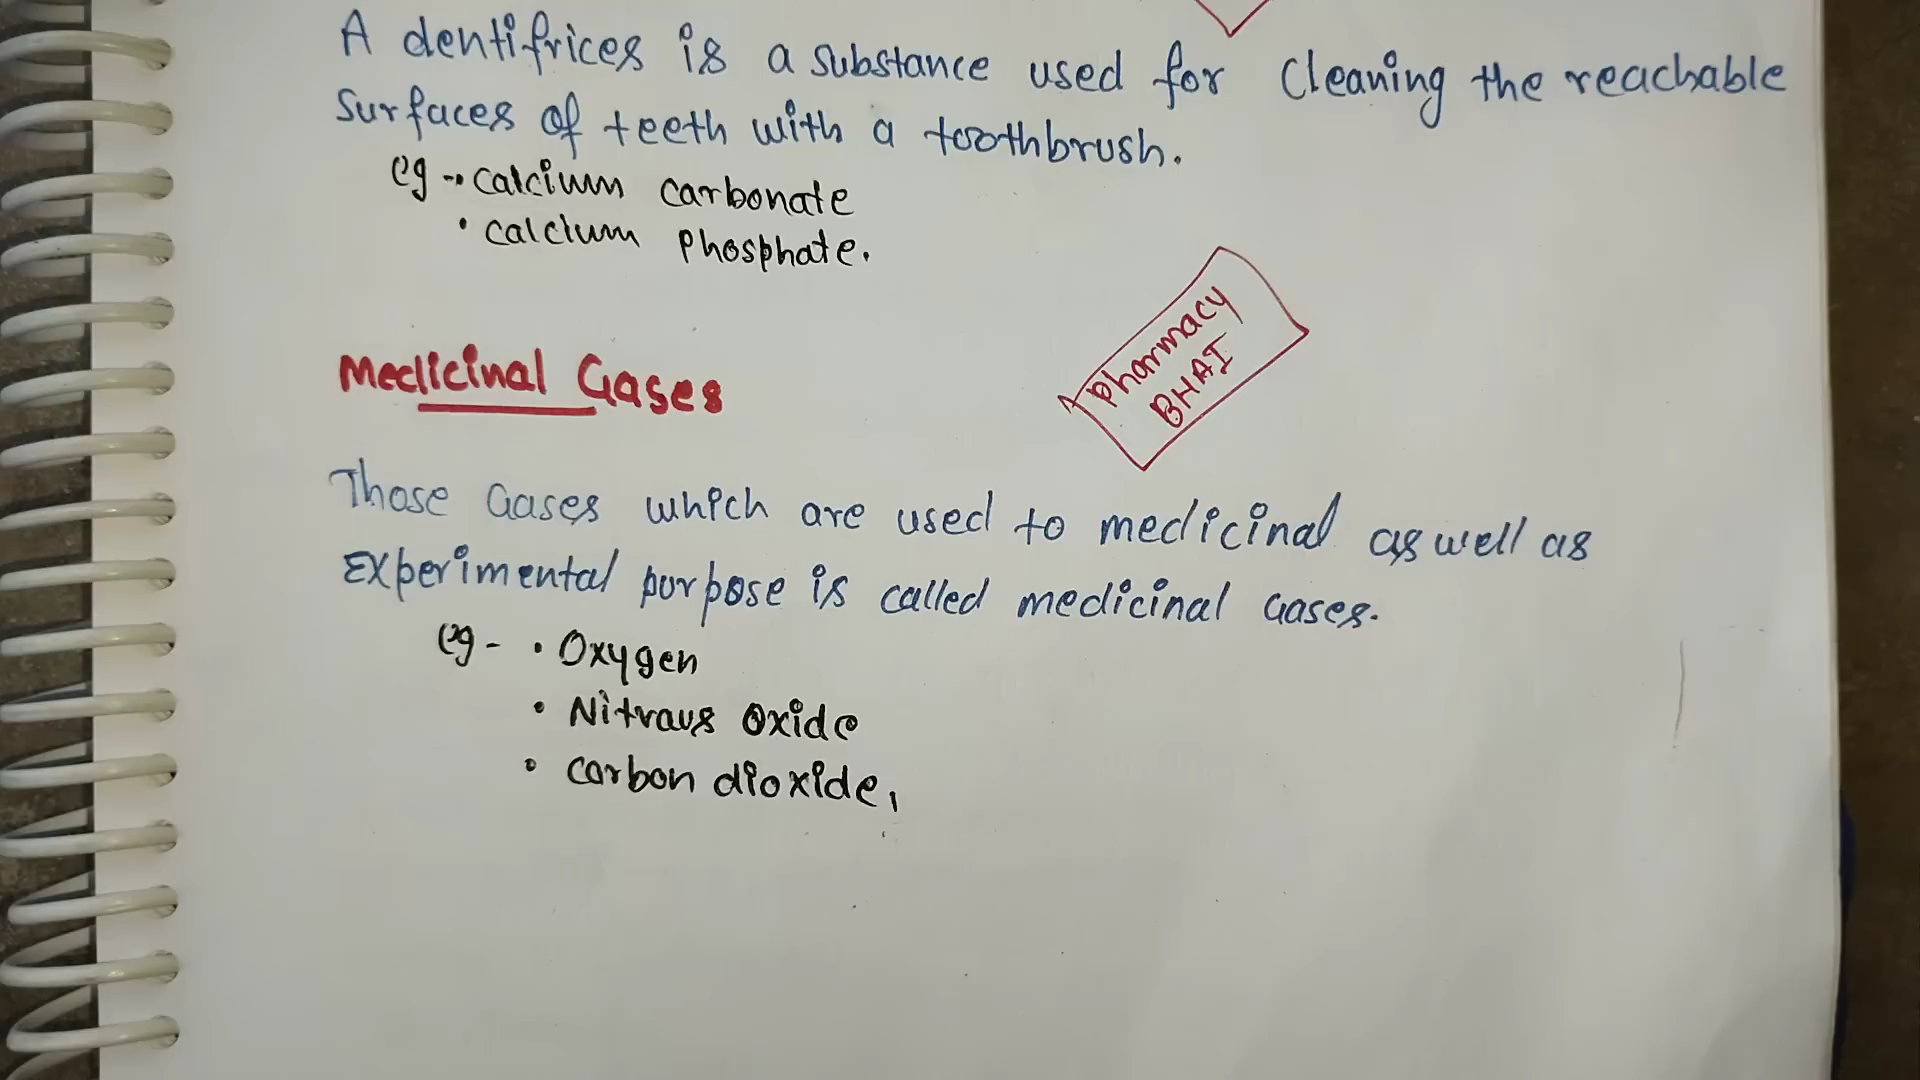 A dentifrices is a substance used for Cleaning the reachable
Surfaces of teeth with a toothbrush.
eg - • calcium carbonate
• calcium phosphate.
Pharmacy
BHAI
Medicinal Gases
Those Gases which are used to medicinal as well as
Experimental purpose is called medicinal Gases.
eg - • Oxygen
• Nitraus Oxide
• carbon dioxide,